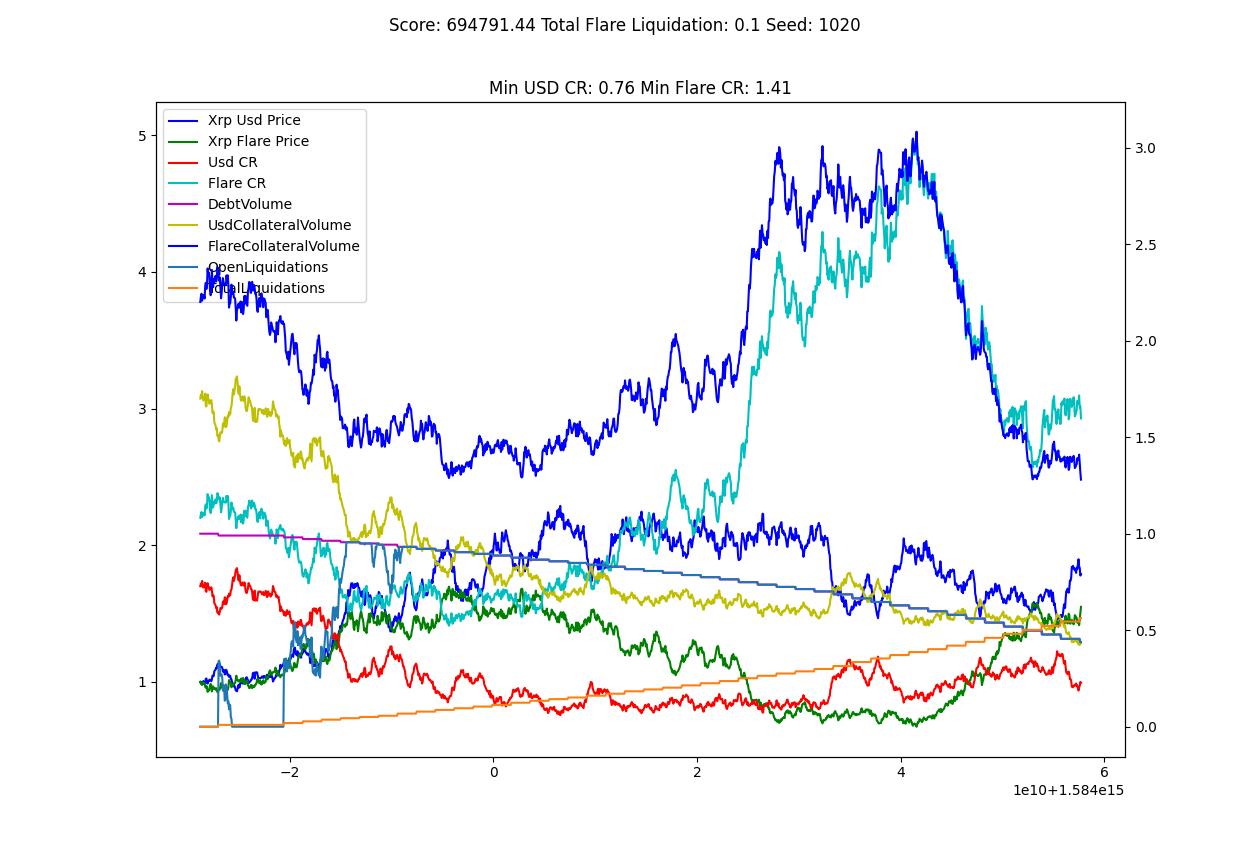 Score: 694791.44 Total Flare Liquidation: 0.1 Seed: 1020
Min USD CR: 0.76 Min Flare CR: 1.41
Xrp Usd Price
Xrp Flare Price
Usd CR
Flare CR
DebtVolume
UsdCollateralVolume
FlareCollateralVolume
OpenLiquidations
TotalLiquidations
5
4
3
2
1
3.0
2.5
2.0
1.5
1.0
0.5
0.0
−2 0 2 4 6
1e10+1.584e15